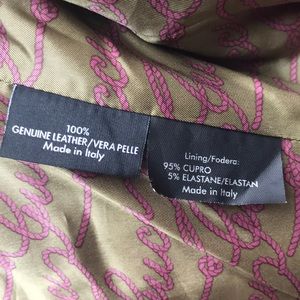 100%
GENUINE LEATHER/VERA PELLE
Made in Italy
Lining/Fodera:
95% CUPRO
5% ELASTANE/ELASTAN
Made in Italy